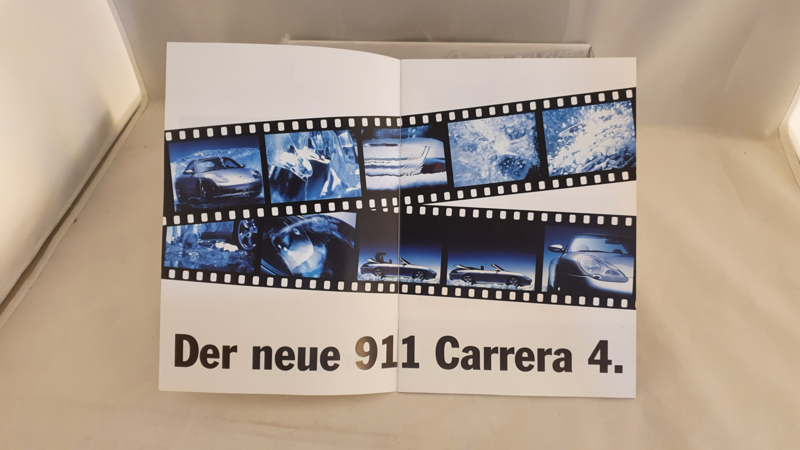 Der neue 911 Carrera 4.